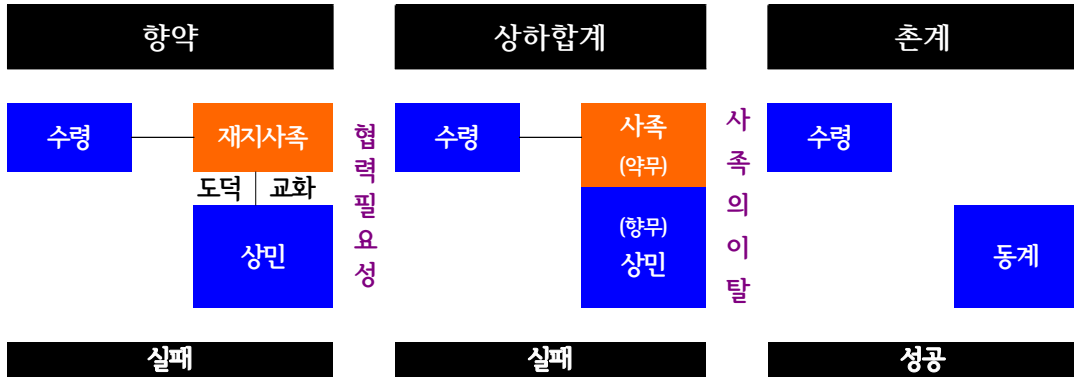 향약
상하합계
촌계
수령
재지사족
도덕 교화
상민
협력필요성
수령
사족
(약무)
(향무)
상민
사족의이탈
수령
동계
실패
실패
성공